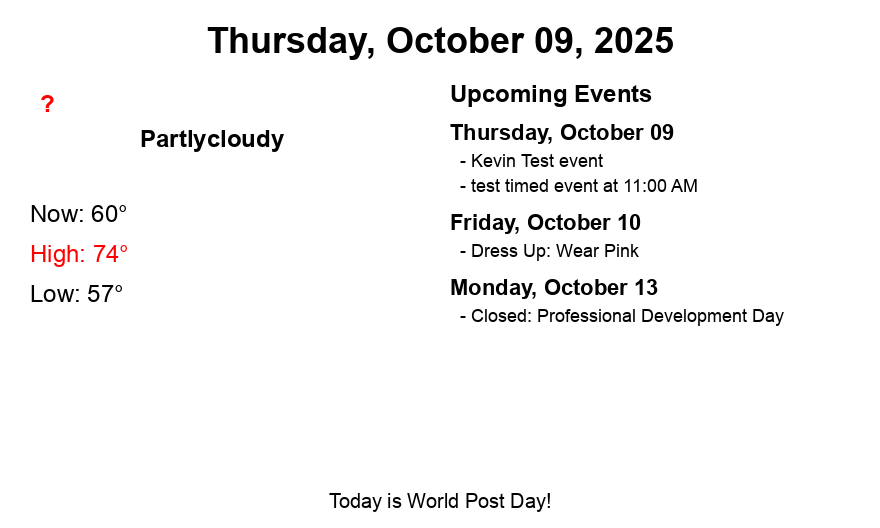 Thursday, October 09, 2025
?
Partlycloudy
Now: 60°
High: 74°
Low: 57°
Upcoming Events
Thursday, October 09
- Kevin Test event
- test timed event at 11:00 AM
Friday, October 10
- Dress Up: Wear Pink
Monday, October 13
- Closed: Professional Development Day
Today is World Post Day!